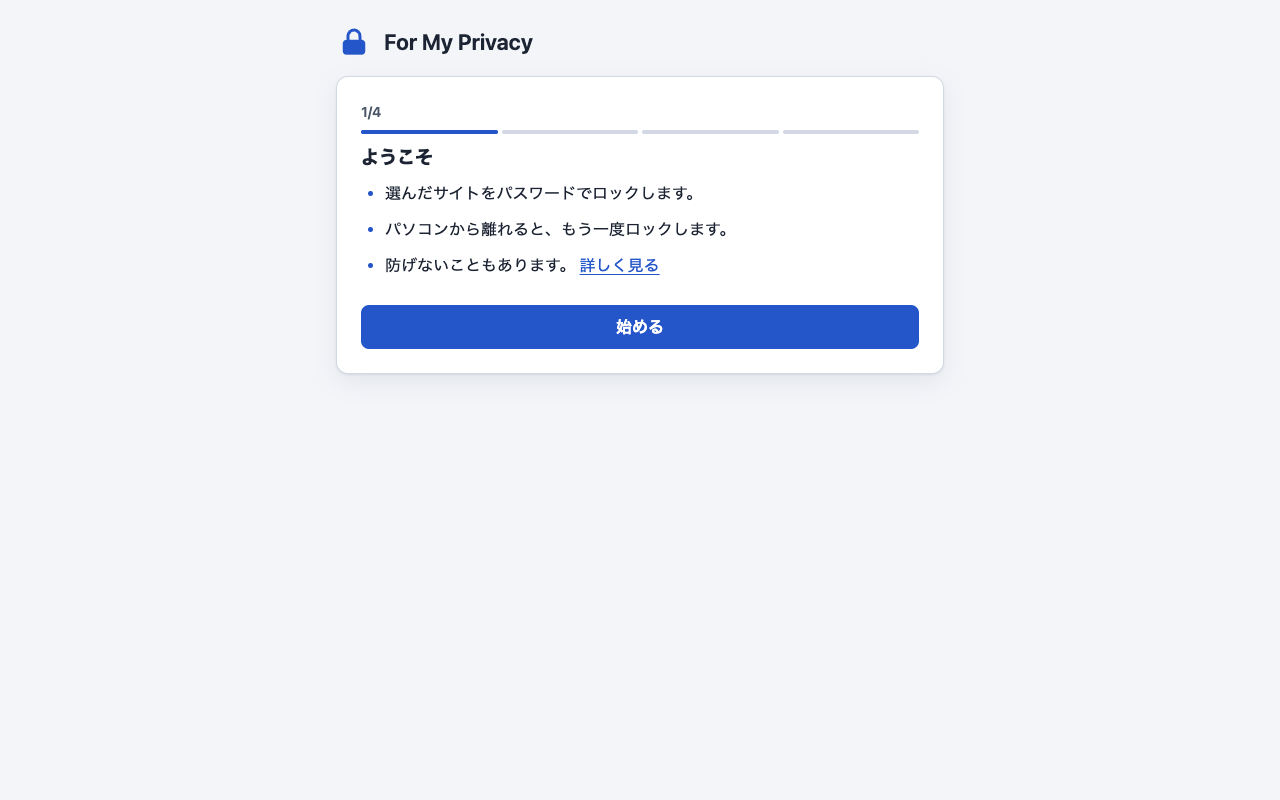 For My Privacy
1/4
ようこそ
選んだサイトをパスワードでロックします。
パソコンから離れると、もう一度ロックします。
防げないこともあります。 詳しく見る
始める